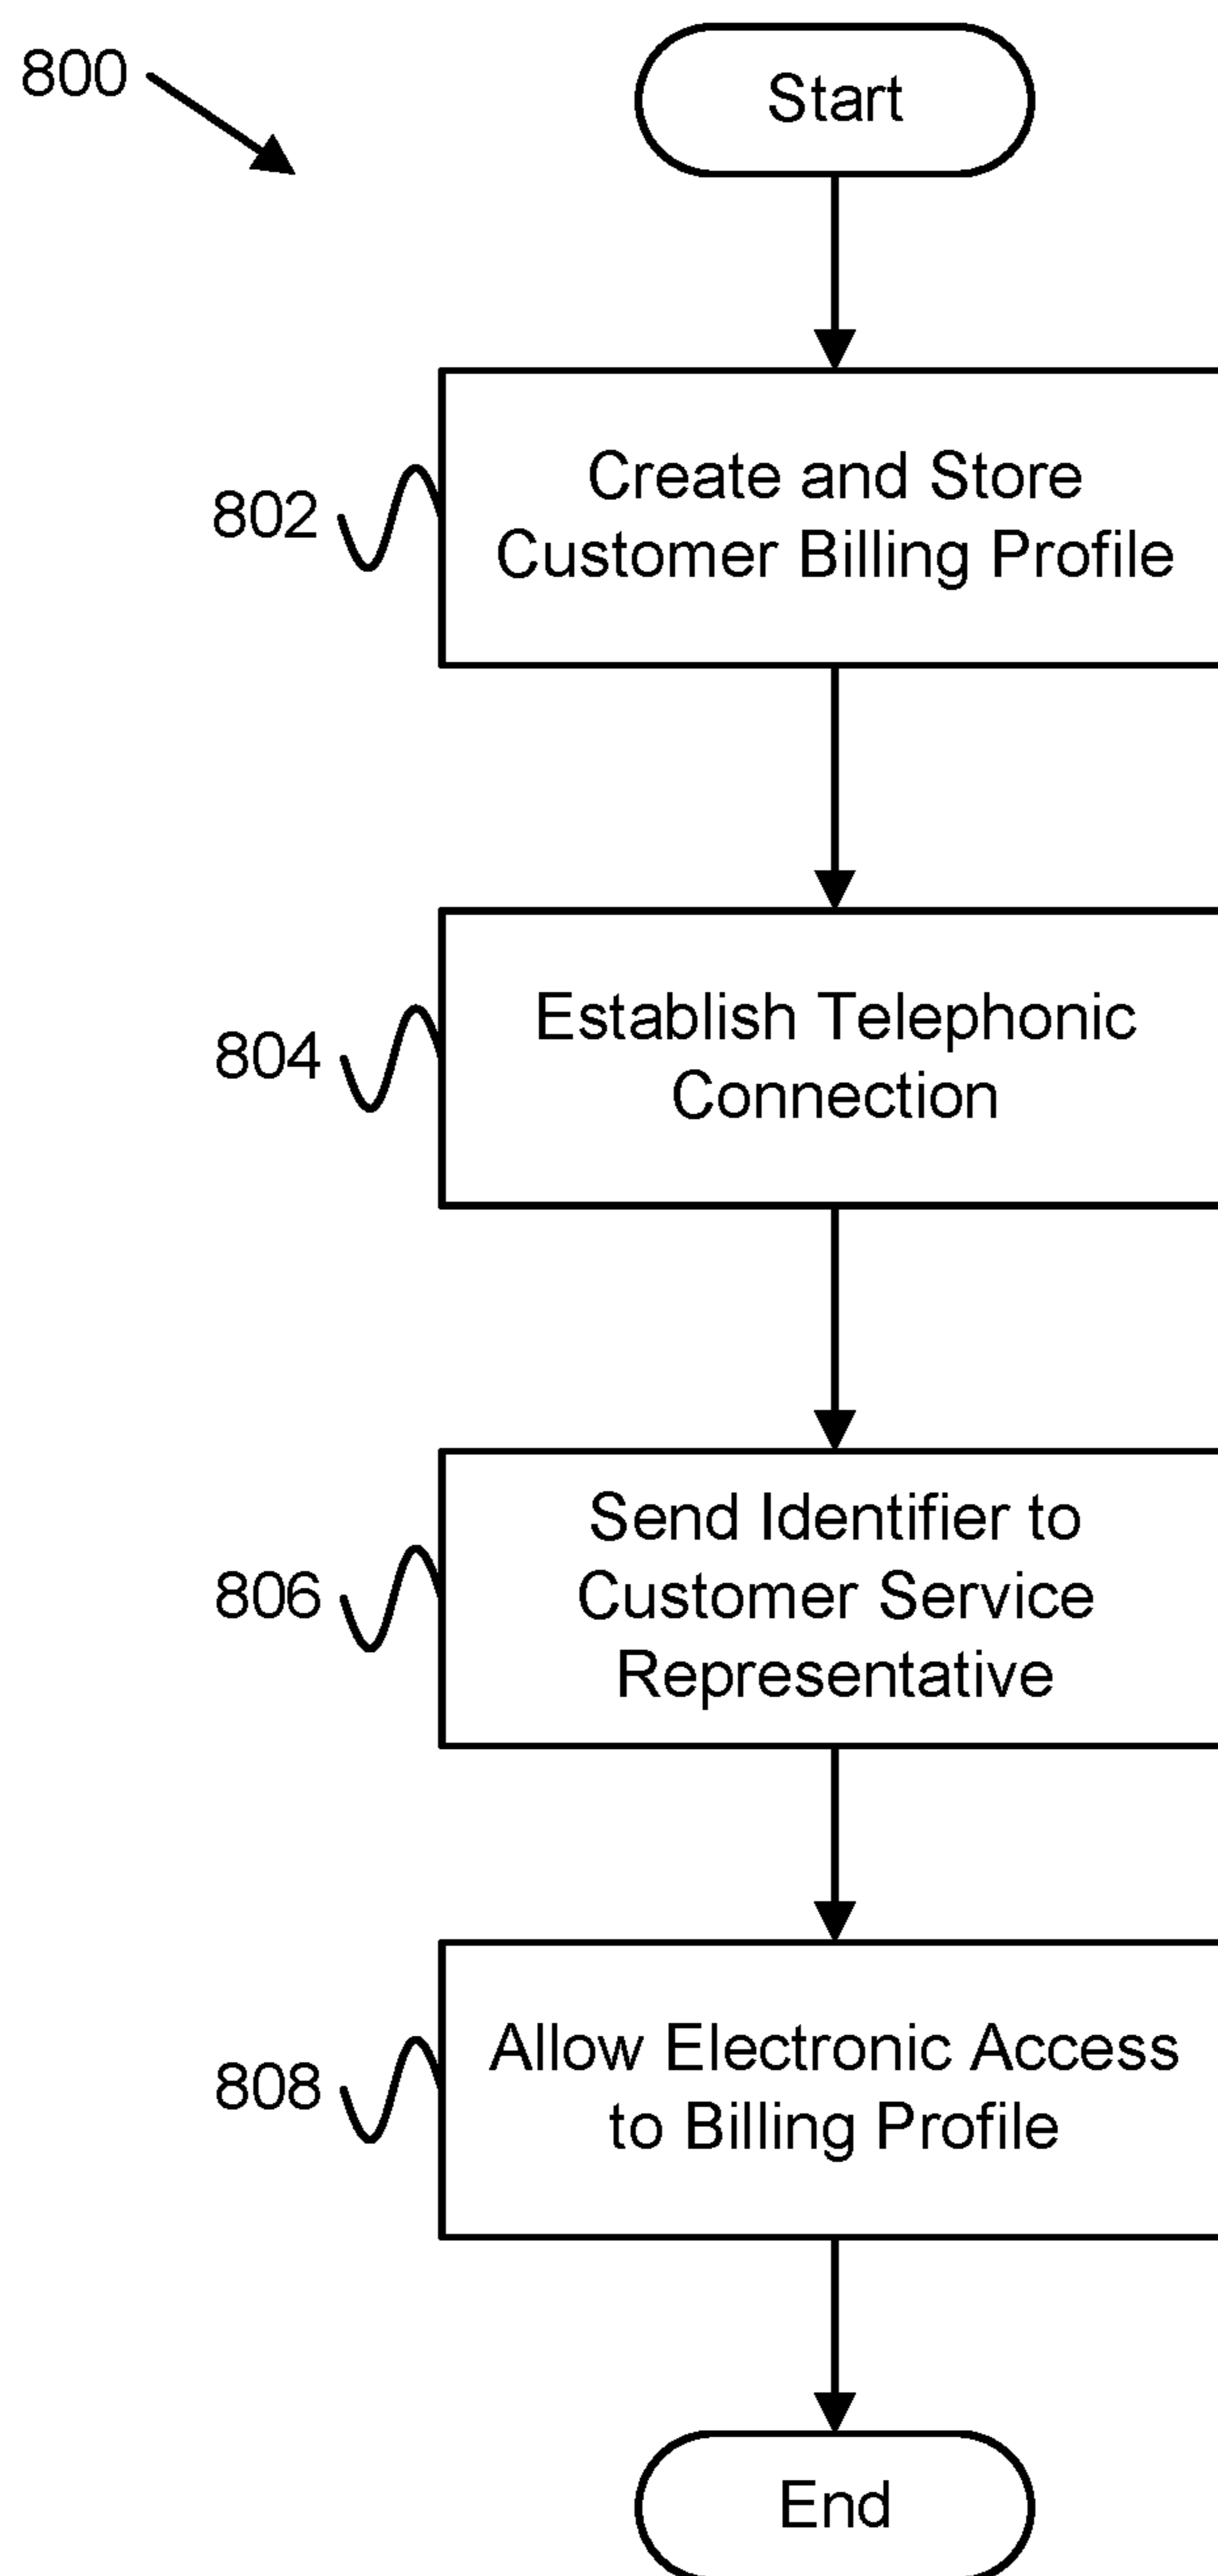 800
Start
802
Create and Store
Customer Billing Profile
804
Establish Telephonic
Connection
806
Send Identifier to
Customer Service
Representative
808
Allow Electronic Access
to Billing Profile
End